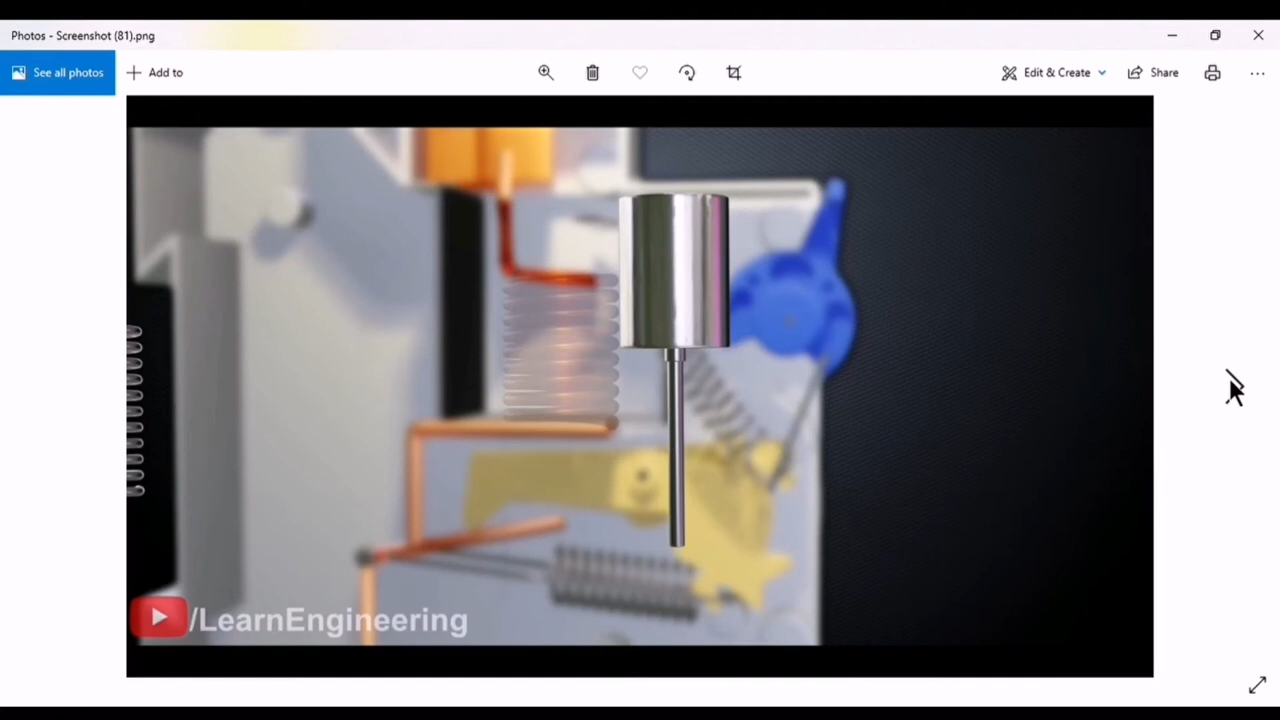 Photos - Screenshot (81).png
See all photos
Add to
Edit & Create
Share
/LearnEngineering